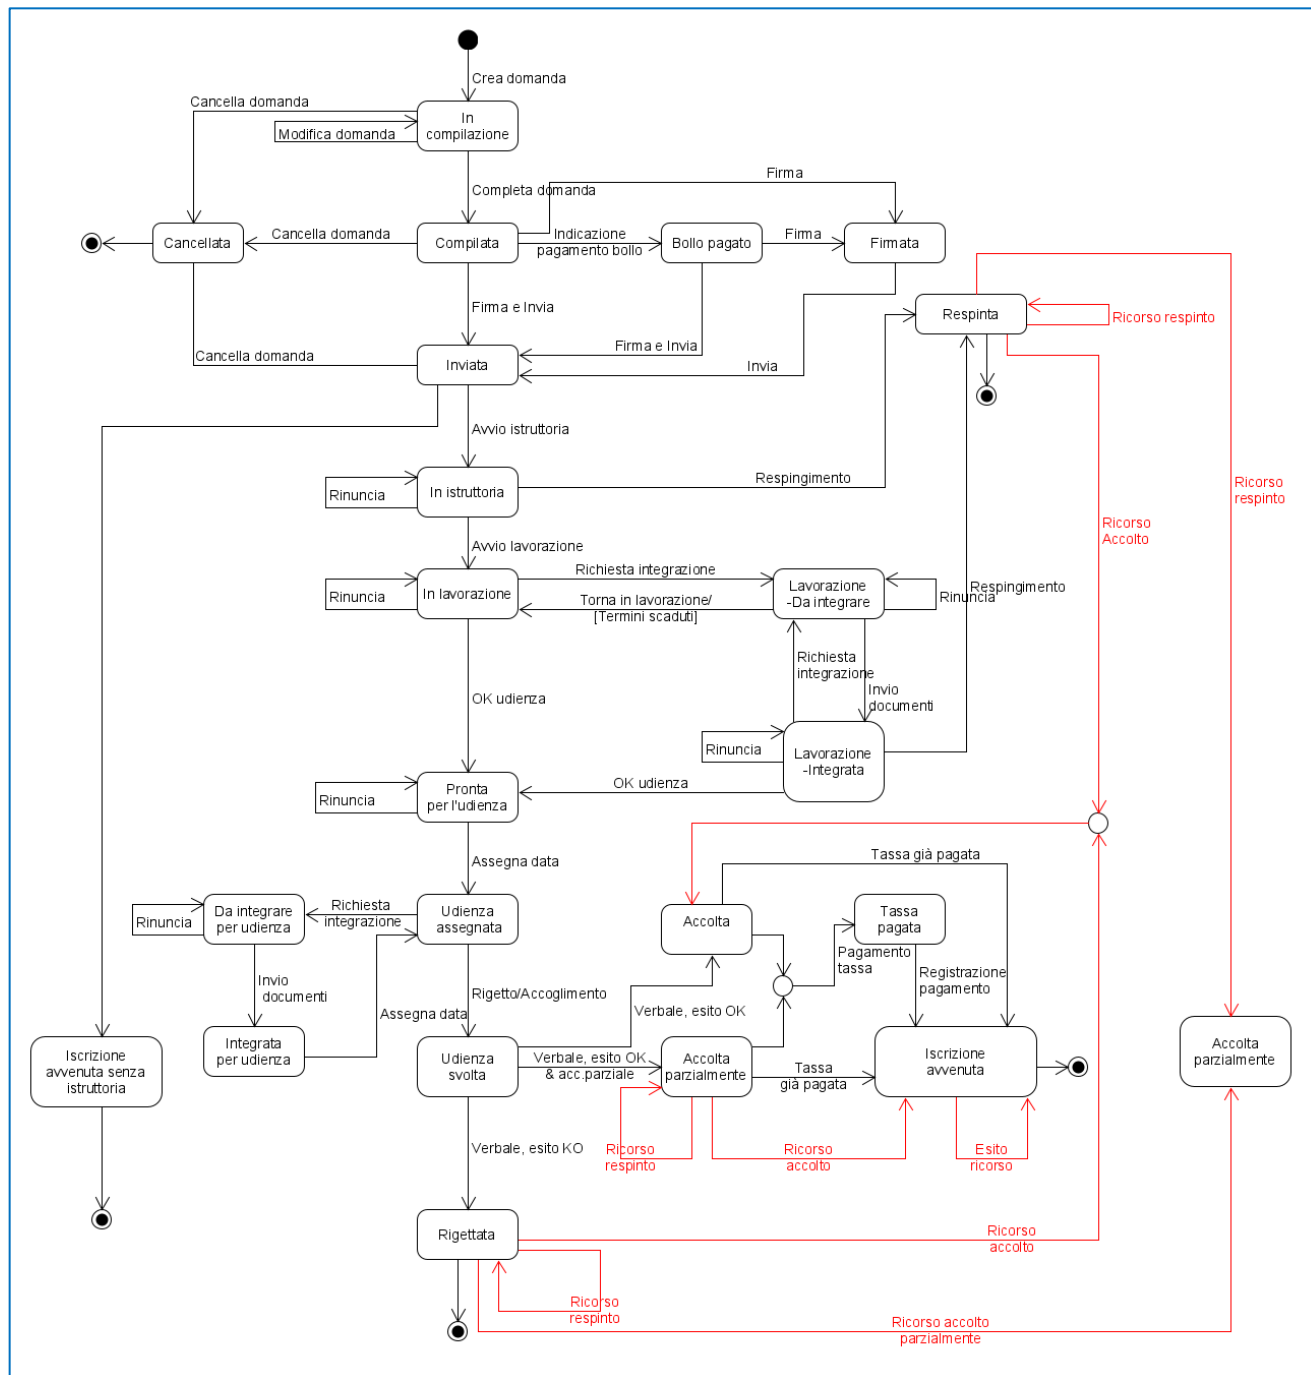 Crea domanda
Cancella domanda
In
compilazione
Modifica domanda
Firma
Completa domanda
Cancellata
Cancella domanda
Compilata
Indicazione
pagamento bollo
Bollo pagato
Firma
Firmata
Firma e Invia
Respinta
Ricorso respinto
Cancella domanda
Inviata
Firma e Invia
Invia
Avvio istruttoria
Rinuncia
In istruttoria
Respingimento
Ricorso
respinto
Ricorso
Accolto
Avvio lavorazione
Rinuncia
In lavorazione
Richiesta integrazione
Torna in lavorazione/
[Termini scaduti]
Lavorazione
-Da integrare
Rinuncia
Respingimento
Richiesta
integrazione
Invio
documenti
OK udienza
Rinuncia
Lavorazione
-Integrata
Rinuncia
Pronta
per l'udienza
OK udienza
Assegna data
Tassa già pagata
Rinuncia
Da integrare
per udienza
Richiesta
integrazione
Udienza
assegnata
Accolta
Tassa
pagata
Pagamento
tassa
Invio
documenti
Rigetto/Accoglimento
Registrazione
pagamento
Assegna data
Verbale, esito OK
Iscrizione
avvenuta senza
istruttoria
Integrata
per udienza
Udienza
svolta
Verbale, esito OK
& acc.parziale
Accolta
parzialmente
Tassa
già pagata
Iscrizione
avvenuta
Accolta
parzialmente
Verbale, esito KO
Ricorso
respinto
Ricorso
accolto
Esito
ricorso
Rigettata
Ricorso
accolto
Ricorso
respinto
Ricorso accolto
parzialmente